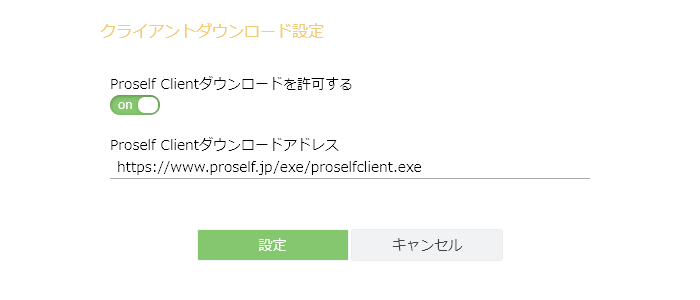 クライアントダウンロード設定
Proself Clientダウンロードを許可する
on
Proself Clientダウンロードアドレス
https://www.proself.jp/exe/proselfclient.exe
設定 キャンセル